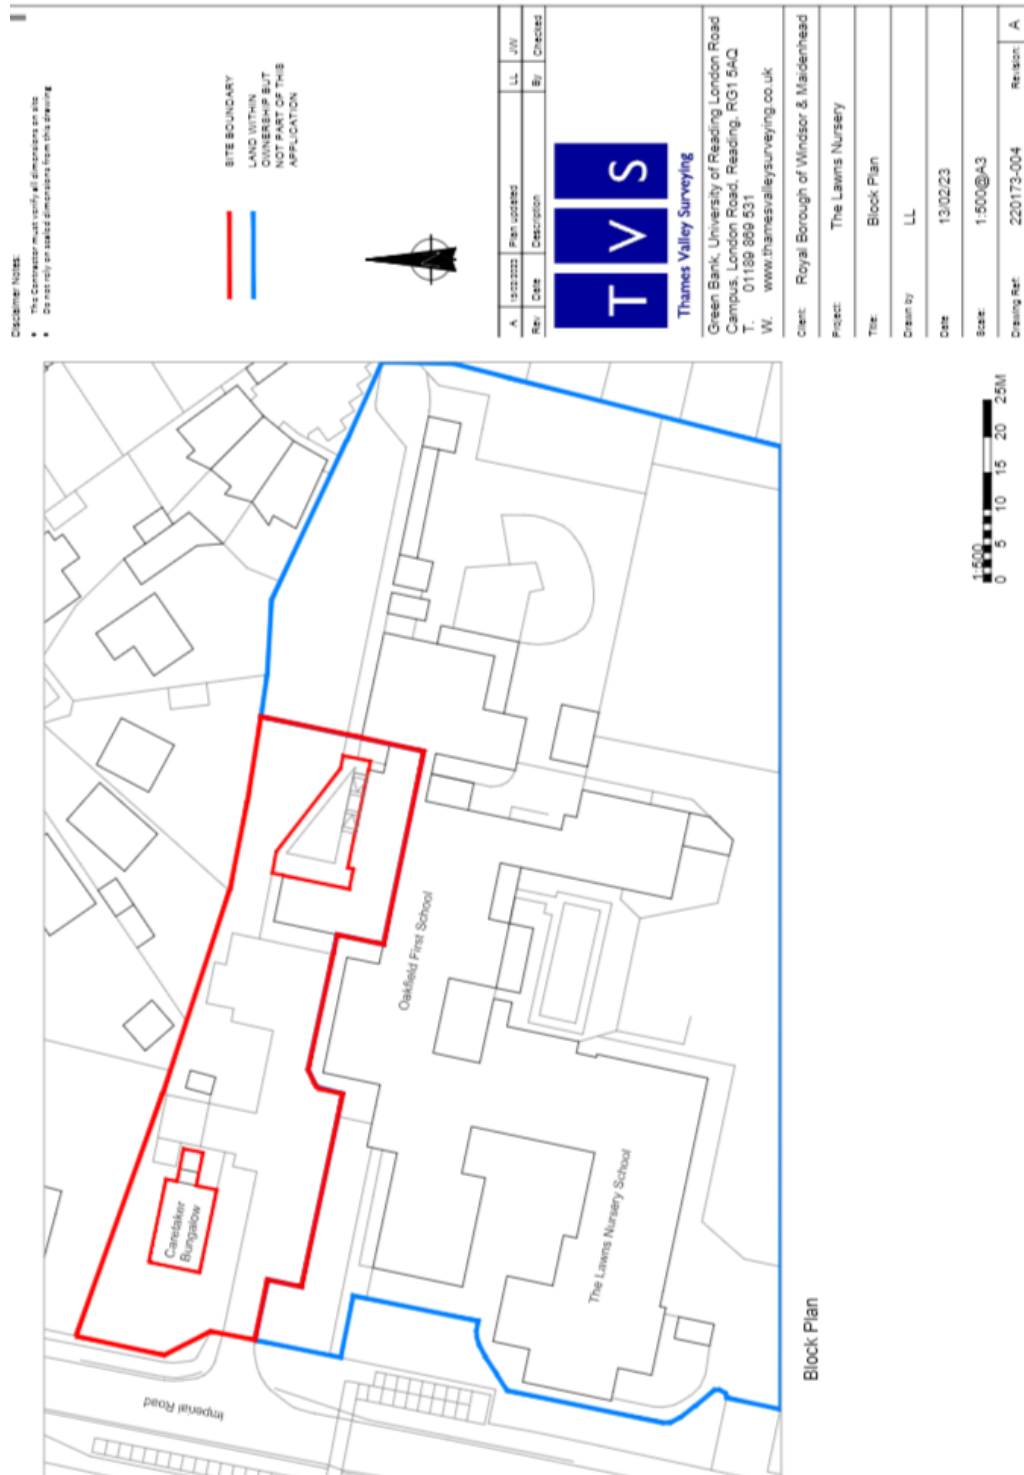 Disclaimer Notes:
• The Contractor must verify all dimensions on site
• Do not rely on scaled dimensions from this drawing
SITE BOUNDARY
LAND WITHIN
OWNERSHIP BUT
NOT PART OF THIS
APPLICATION
N
A 13/02/2023 Plan updated LL JW
Rev Date Description By Checked
T V S
Thames Valley Surveying
Green Bank, University of Reading London Road
Campus, London Road, Reading, RG1 5AQ
T. 01189 869 531
W. www.thamesvalleysurveying.co.uk
Client: Royal Borough of Windsor & Maidenhead
Project: The Lawns Nursery
Title: Block Plan
Drawn by LL
Date 13/02/23
Scale: 1:500@A3
Drawing Ref: 220173-004 Revision: A
Caretaker
Bungalow
Oakfield First School
The Lawns Nursery School
Imperial Road
Block Plan
1:500
0 5 10 15 20 25M